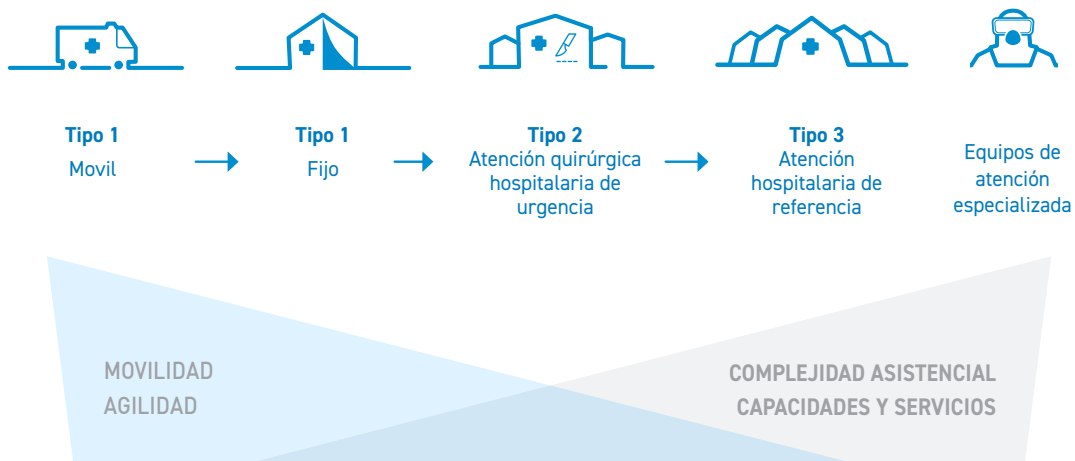 Tipo 1
Movil
Tipo 1
Fijo
Tipo 2
Atención quirúrgica
hospitalaria de
urgencia
Tipo 3
Atención
hospitalaria de
referencia
Equipos de
atención
especializada
MOVILIDAD
AGILIDAD
COMPLEJIDAD ASISTENCIAL
CAPACIDADES Y SERVICIOS